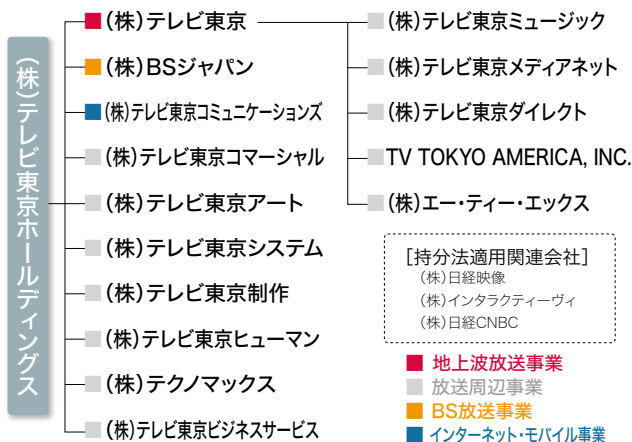 (株)テレビ東京ホールディングス
(株)テレビ東京
(株)BSジャパン
(株)テレビ東京コミュニケーションズ
(株)テレビ東京コマーシャル
(株)テレビ東京アート
(株)テレビ東京システム
(株)テレビ東京制作
(株)テレビ東京ヒューマン
(株)テクノマックス
(株)テレビ東京ビジネスサービス
(株)テレビ東京ミュージック
(株)テレビ東京メディアネット
(株)テレビ東京ダイレクト
TV TOKYO AMERICA, INC.
(株)エー・ティー・エックス
[持分法適用関連会社]
(株)日経映像
(株)インタラクティーヴィ
(株)日経CNBC
地上波放送事業
放送周辺事業
BS放送事業
インターネット・モバイル事業